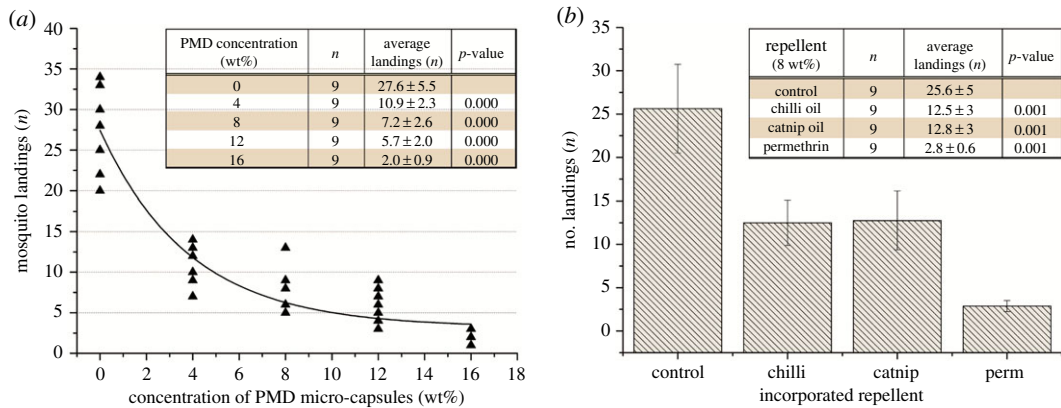 (a)
PMD concentration (wt%) n average landings (n) p-value
0 9 27.6 ± 5.5
4 9 10.9 ± 2.3 0.000
8 9 7.2 ± 2.6 0.000
12 9 5.7 ± 2.0 0.000
16 9 2.0 ± 0.9 0.000
mosquito landings (n)
40
35
30
25
20
15
10
5
0
0 2 4 6 8 10 12 14 16 18
concentration of PMD micro-capsules (wt%)
(b)
repellent (8 wt%) n average landings (n) p-value
control 9 25.6 ± 5
chilli oil 9 12.5 ± 3 0.001
catnip oil 9 12.8 ± 3 0.001
permethrin 9 2.8 ± 0.6 0.001
no. landings (n)
35
30
25
30
15
10
5
0
control chilli catnip perm
incorporated repellent